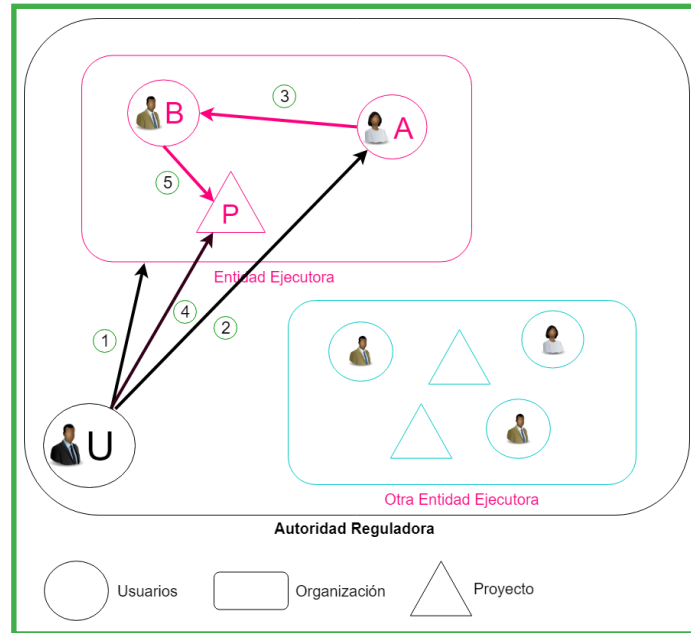 3
B
A
5
P
Entidad Ejecutora
4
2
1
U
Otra Entidad Ejecutora
Autoridad Reguladora
Usuarios
Organización
Proyecto